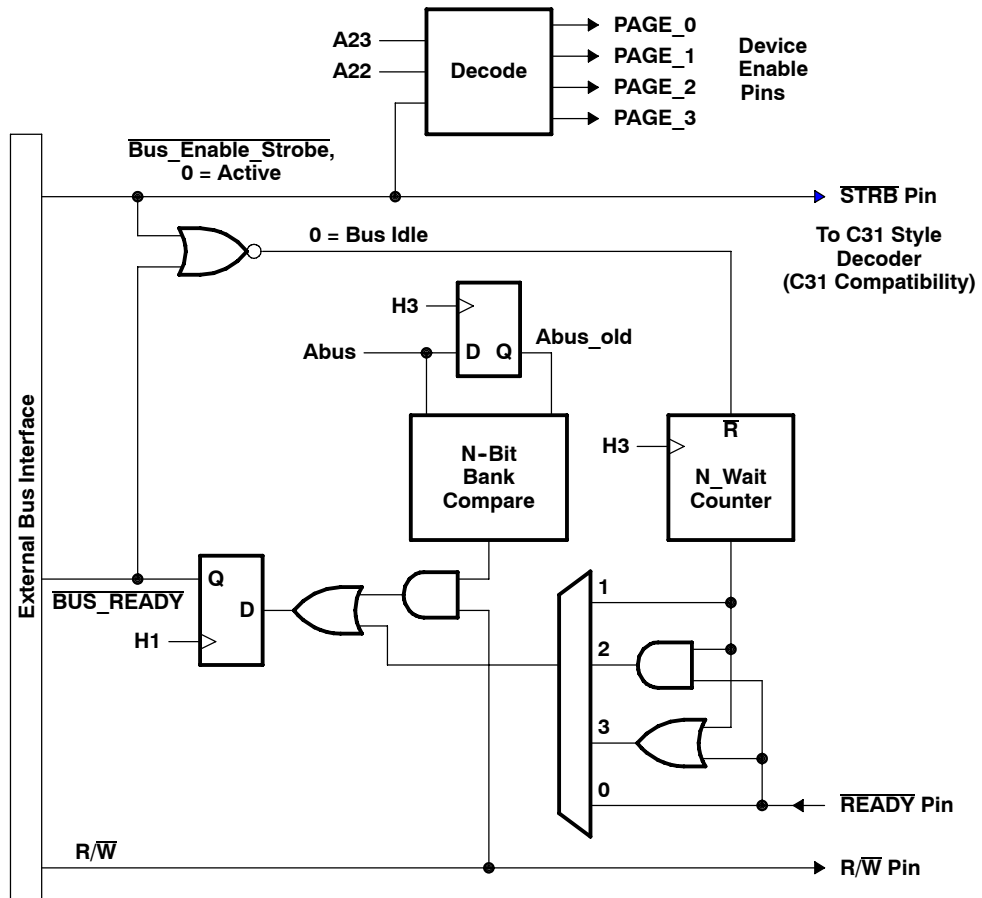 PAGE_0
A23
PAGE_1
Device
Enable
Pins
A22
Decode
PAGE_2
PAGE_3
Bus_Enable_Strobe,
0 = Active
STRB Pin
0 = Bus Idle
To C31 Style
Decoder
(C31 Compatibility)
H3
Abus
D Q
Abus_old
External Bus Interface
N-Bit
Bank
Compare
H3
R
N_Wait
Counter
Q
D
BUS_READY
H1
1
2
3
0
READY Pin
R/W
R/W Pin